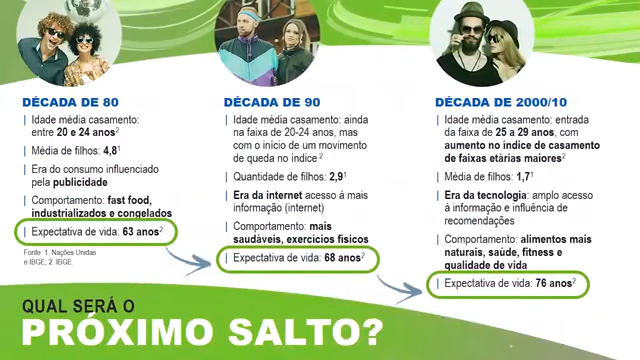 DÉCADA DE 80
| Idade média casamento:
entre 20 e 24 anos²
| Média de filhos: 4,8¹
| Era do consumo influenciado
pela publicidade
| Comportamento: fast food,
industrializados e congelados
| Expectativa de vida: 63 anos²
Fonte: 1. Nações Unidas
e IBGE; 2. IBGE.
DÉCADA DE 90
| Idade média casamento: ainda
na faixa de 20-24 anos, mas
com o início de um movimento
de queda no índice ²
| Quantidade de filhos: 2,9¹
| Era da internet acesso á mais
informação (internet)
| Comportamento: mais
saudáveis, exercicios físicos
| Expectativa de vida: 68 anos²
DÉCADA DE 2000/10
| Idade média casamento: entrada
da faixa de 25 a 29 anos, com
aumento no indice de casamento
de faixas etárias maiores²
| Média de filhos: 1,7¹
| Era da tecnologia: amplo acesso
á informação e influência de
recomendações
| Comportamento: alimentos mais
naturais, saúde, fitness e
qualidade de vida
| Expectativa de vida: 76 anos²
QUAL SERÁ O
PRÓXIMO SALTO?